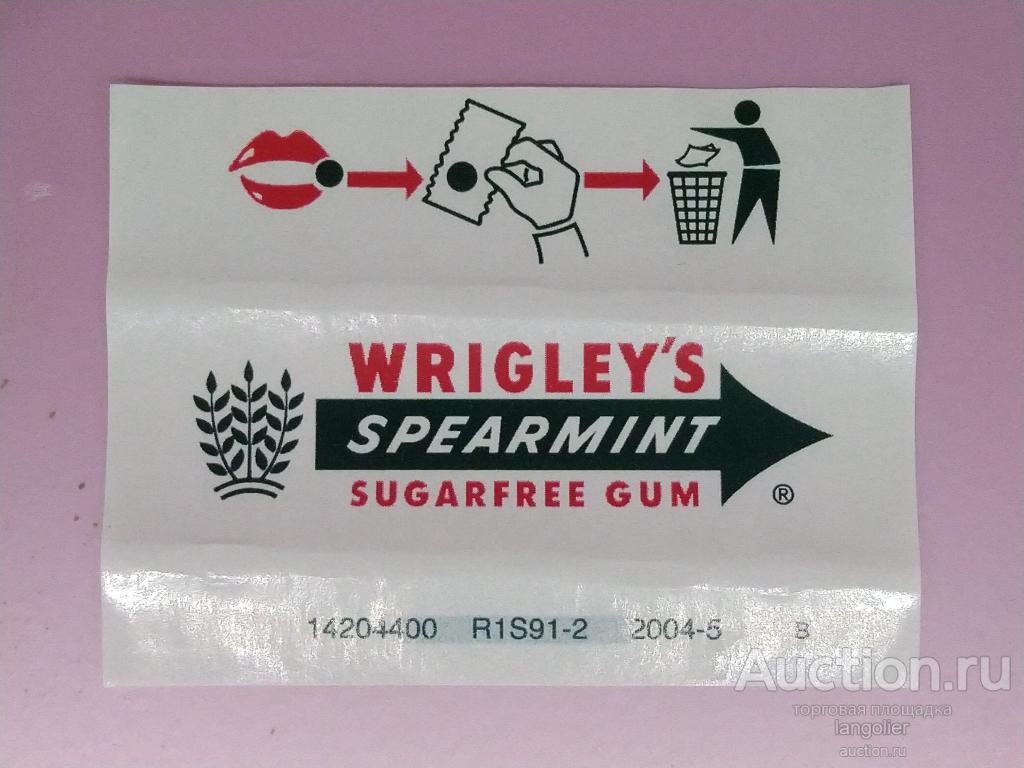 WRIGLEY'S
SPEARMINT
SUGARFREE GUM ®
14204400 R1S91-2 2004-5 B
Auction.ru
торговая площадка
langolier
auction.ru